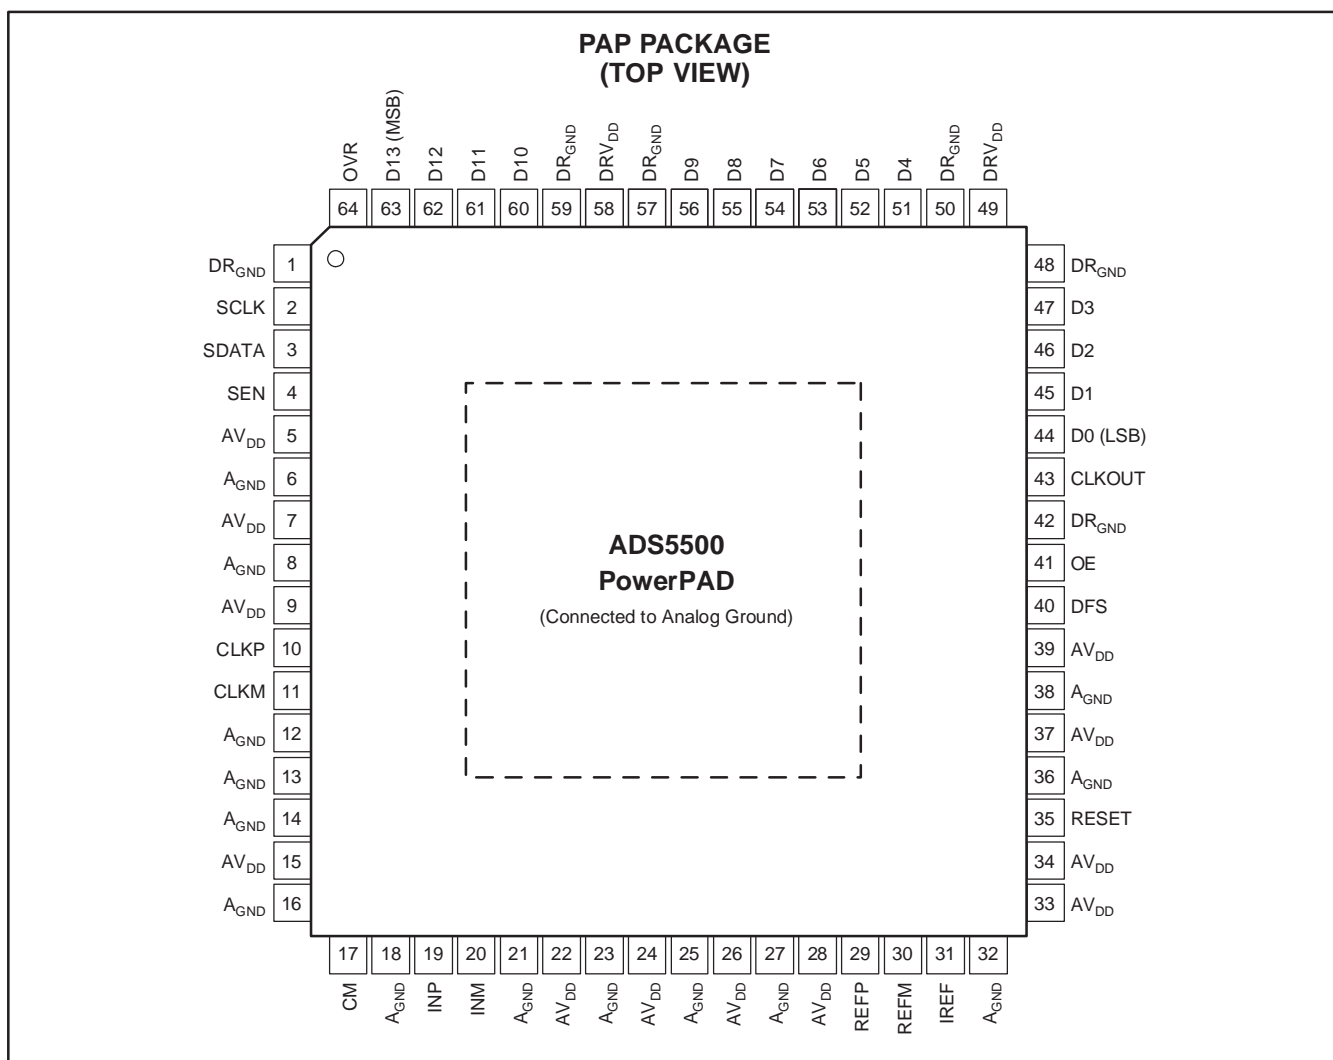 PAP PACKAGE
(TOP VIEW)
OVR
D13 (MSB)
D12
D11
D10
DRGND
DRVDD
DRGND
D9
D8
D7
D6
D5
D4
DRGND
DRVDD
64 63 62 61 60 59 58 57 56 55 54 53 52 51 50 49
DRGND 1
SCLK 2
SDATA 3
SEN 4
AVDD 5
AGND 6
AVDD 7
AGND 8
AVDD 9
CLKP 10
CLKM 11
AGND 12
AGND 13
AGND 14
AVDD 15
AGND 16
ADS5500
PowerPAD
(Connected to Analog Ground)
48 DRGND
47 D3
46 D2
45 D1
44 D0 (LSB)
43 CLKOUT
42 DRGND
41 OE
40 DFS
39 AVDD
38 AGND
37 AVDD
36 AGND
35 RESET
34 AVDD
33 AVDD
17 18 19 20 21 22 23 24 25 26 27 28 29 30 31 32
CM
AGND
INP
INM
AGND
AVDD
AGND
AVDD
AGND
AVDD
AGND
AVDD
REFP
REFM
IREF
AGND